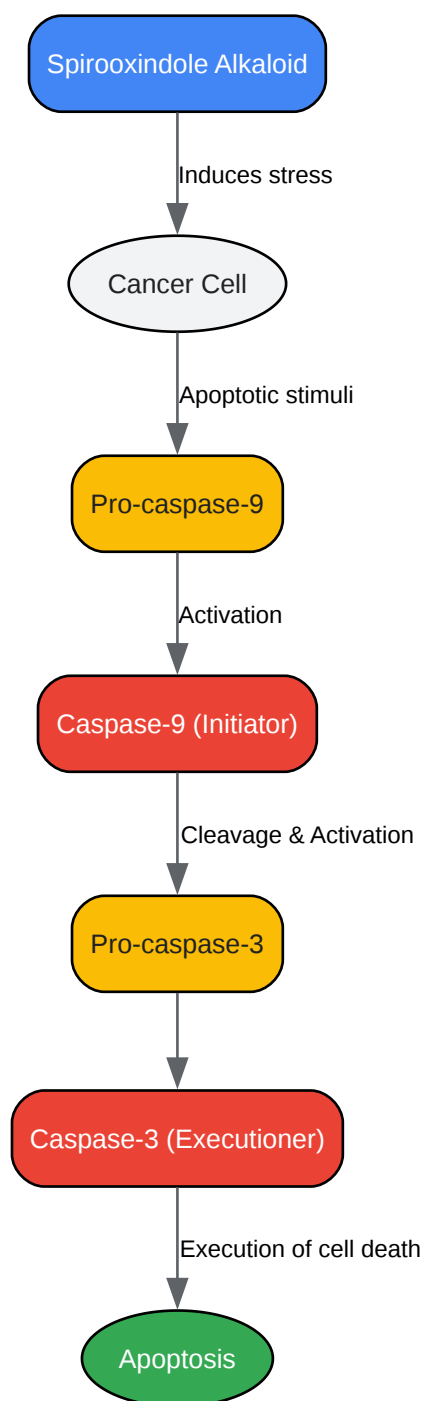 Spirooxindole Alkaloid
Induces stress
Cancer Cell
Apoptotic stimuli
Pro-caspase-9
Activation
Caspase-9 (Initiator)
Cleavage & Activation
Pro-caspase-3
Caspase-3 (Executioner)
Execution of cell death
Apoptosis